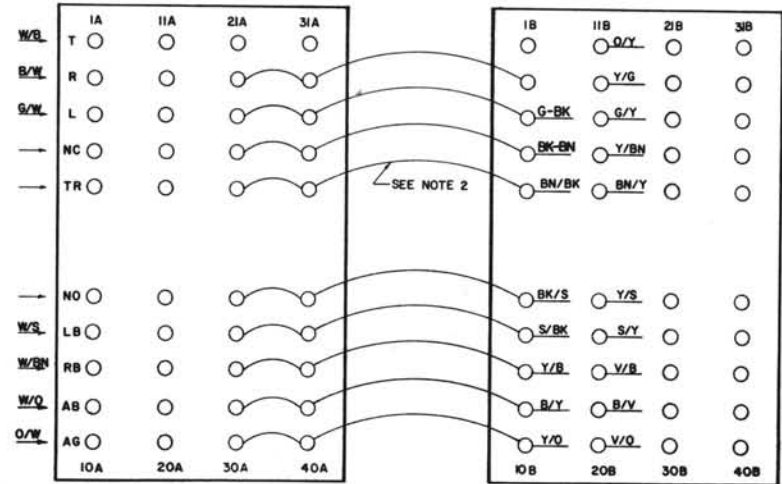 1A 11A 21A 31A 1B 11B 21B 31B
W/B T O/Y
B/W R Y/G
G/W L G-BK G/Y
NC BK-BN Y/BN
TR SEE NOTE 2 BN/BK BN/Y
NO BK/S Y/S
W/S LB S/BK S/Y
W/BN RB Y/B V/B
W/O AB B/Y B/V
O/W AG Y/O V/O
10A 20A 30A 40A 10B 20B 30B 40B